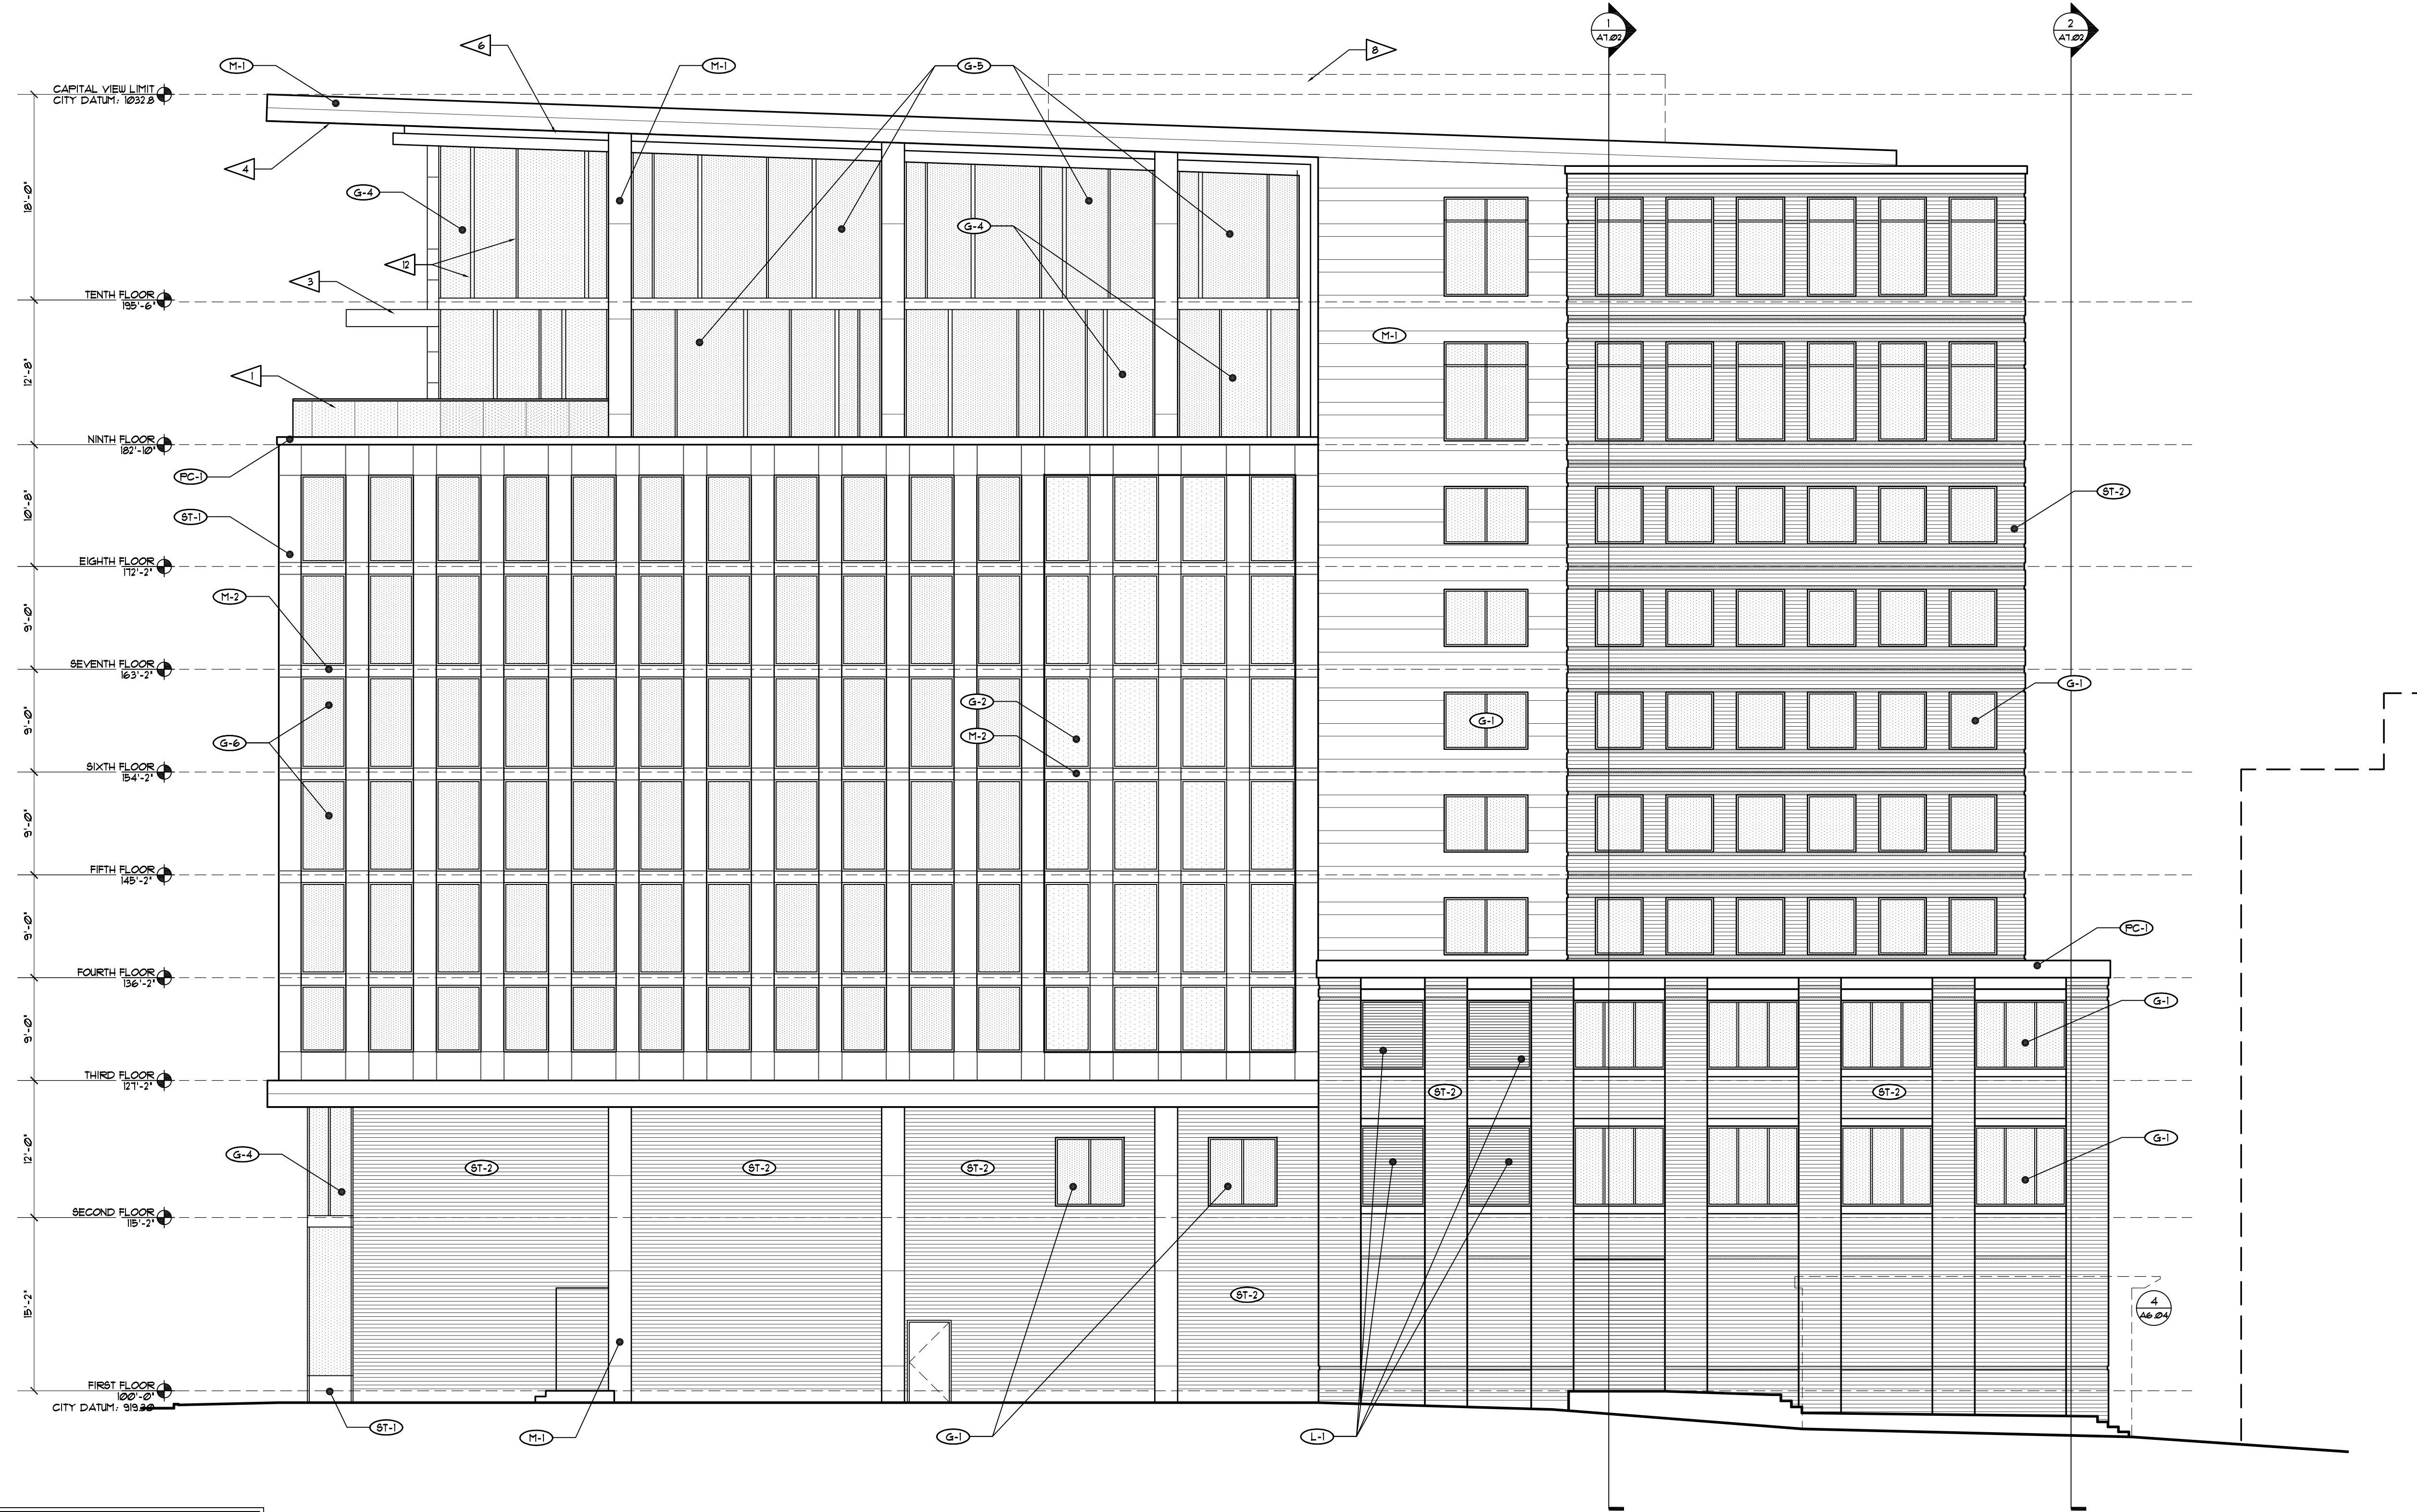 1
A7.02
2
A7.02
6
8
M-1
M-1
G-5
CAPITAL VIEW LIMIT
CITY DATUM: 1032.8
4
18'-0"
G-4
G-4
12
3
TENTH FLOOR
195'-6"
M-1
12'-8"
1
NINTH FLOOR
182'-10"
PC-1
ST-2
10'-8"
ST-1
EIGHTH FLOOR
172'-2"
M-2
9'-0"
SEVENTH FLOOR
163'-2"
G-1
G-2
G-1
9'-0"
M-2
G-6
SIXTH FLOOR
154'-2"
9'-0"
FIFTH FLOOR
145'-2"
9'-0"
PC-1
FOURTH FLOOR
136'-2"
G-1
9'-0"
THIRD FLOOR
127'-2"
ST-2
ST-2
G-1
12'-0"
G-4
ST-2
ST-2
ST-2
SECOND FLOOR
115'-2"
15'-2"
ST-2
4
A6.04
FIRST FLOOR
100'-0"
CITY DATUM: 919.30
ST-1
M-1
G-1
L-1